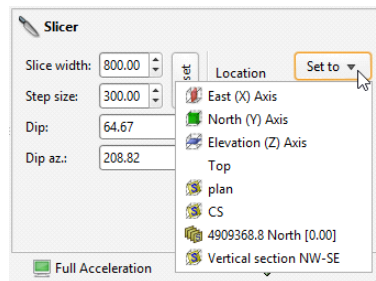 Slicer
Slice width: 800.00
set
Location
Set to
Step size: 300.00
Dip: 64.67
Dip az.: 208.82
East (X) Axis
North (Y) Axis
Elevation (Z) Axis
Top
plan
CS
4909368.8 North [0.00]
Vertical section NW-SE
Full Acceleration